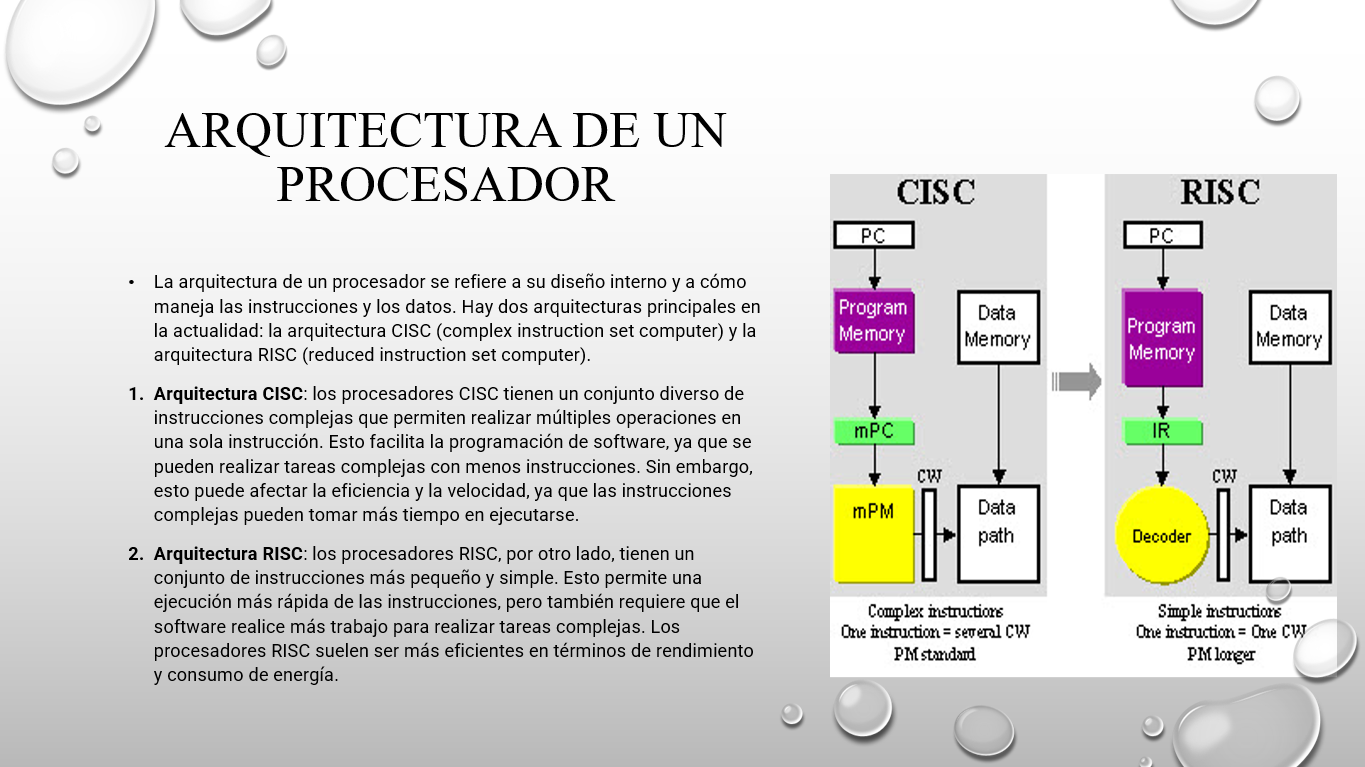 ARQUITECTURA DE UN
PROCESADOR
• La arquitectura de un procesador se refiere a su diseño interno y a cómo
maneja las instrucciones y los datos. Hay dos arquitecturas principales en
la actualidad: la arquitectura CISC (complex instruction set computer) y la
arquitectura RISC (reduced instruction set computer).
1. Arquitectura CISC: los procesadores CISC tienen un conjunto diverso de
instrucciones complejas que permiten realizar múltiples operaciones en
una sola instrucción. Esto facilita la programación de software, ya que se
pueden realizar tareas complejas con menos instrucciones. Sin embargo,
esto puede afectar la eficiencia y la velocidad, ya que las instrucciones
complejas pueden tomar más tiempo en ejecutarse.
2. Arquitectura RISC: los procesadores RISC, por otro lado, tienen un
conjunto de instrucciones más pequeño y simple. Esto permite una
ejecución más rápida de las instrucciones, pero también requiere que el
software realice más trabajo para realizar tareas complejas. Los
procesadores RISC suelen ser más eficientes en términos de rendimiento
y consumo de energía.
CISC
PC
Program
Memory
Data
Memory
mPC
CW
mPM
Data
path
Complex instructions
One instruction = several CW
PM standard
RISC
PC
Program
Memory
Data
Memory
IR
CW
Decoder
Data
path
Simple instructions
One instruction = One CW
PM longer